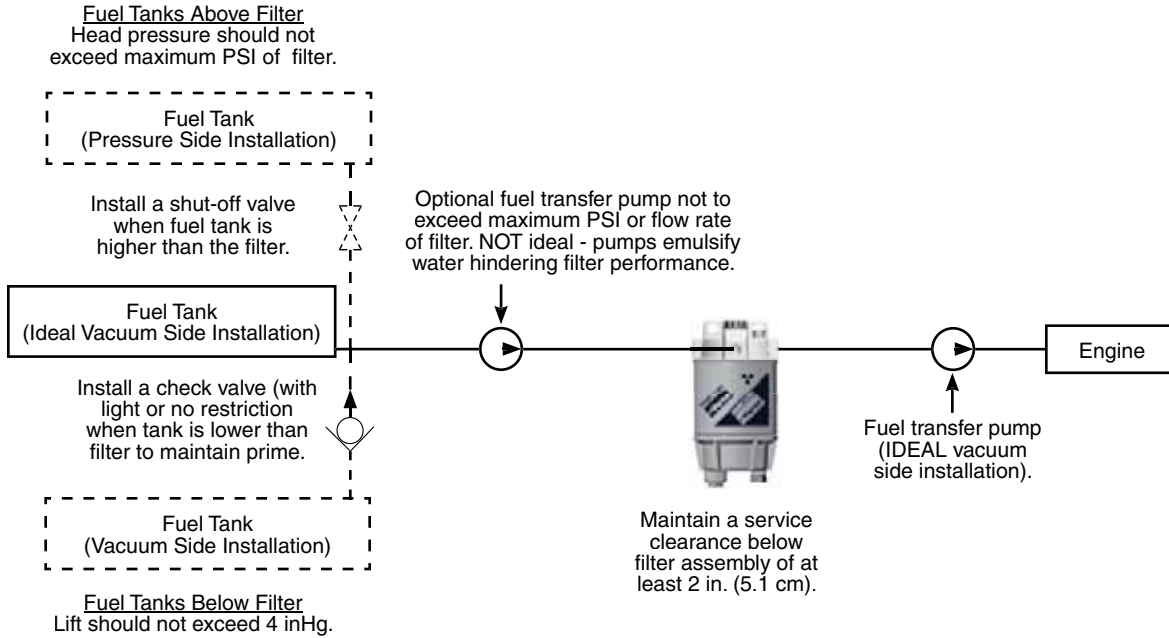 Fuel Tanks Above Filter
Head pressure should not
exceed maximum PSI of filter.
Fuel Tank
(Pressure Side Installation)
Install a shut-off valve
when fuel tank is
higher than the filter.
Optional fuel transfer pump not to
exceed maximum PSI or flow rate
of filter. NOT ideal - pumps emulsify
water hindering filter performance.
Fuel Tank
(Ideal Vacuum Side Installation)
Engine
Install a check valve (with
light or no restriction
when tank is lower than
filter to maintain prime.
Fuel transfer pump
(IDEAL vacuum
side installation).
Fuel Tank
(Vacuum Side Installation)
Maintain a service
clearance below
filter assembly of at
least 2 in. (5.1 cm).
Fuel Tanks Below Filter
Lift should not exceed 4 inHg.